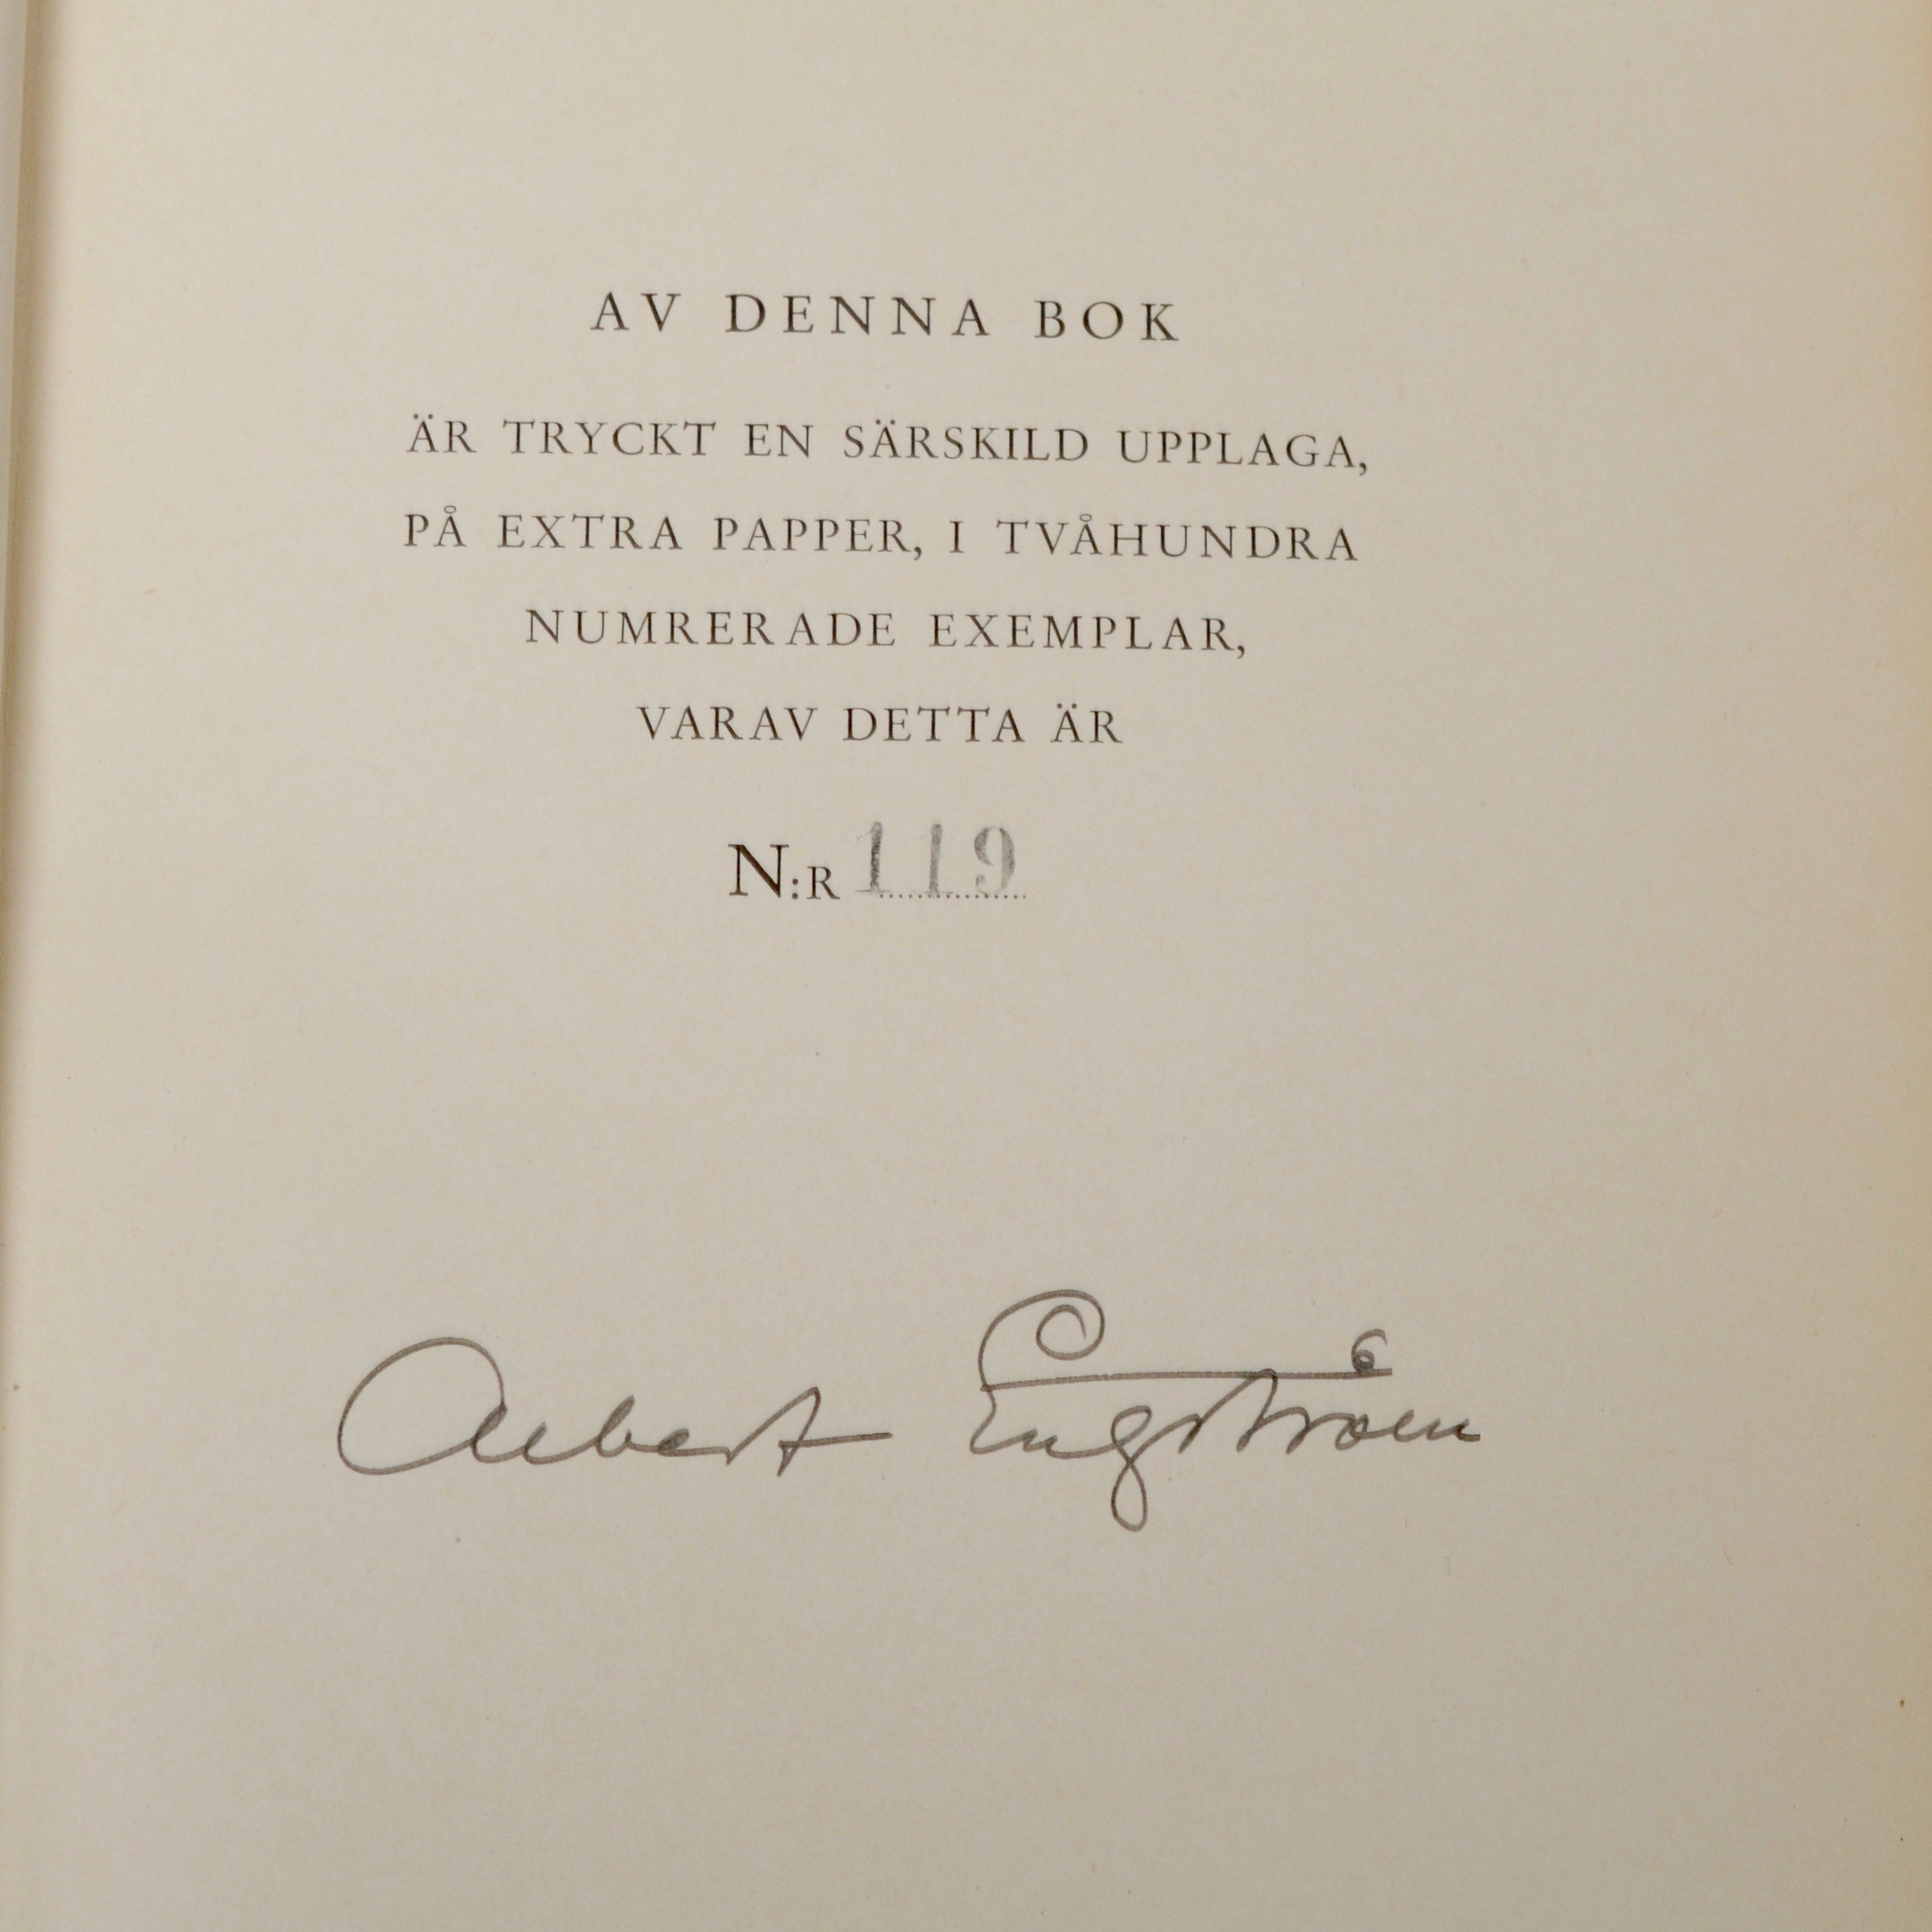 AV DENNA BOK
ÄR TRYCKT EN SÄRSKILD UPPLAGA,
PÅ EXTRA PAPPER, I TVÅHUNDRA
NUMRERADE EXEMPLAR,
VARAV DETTA ÄR
N:R 119
Albert Engström